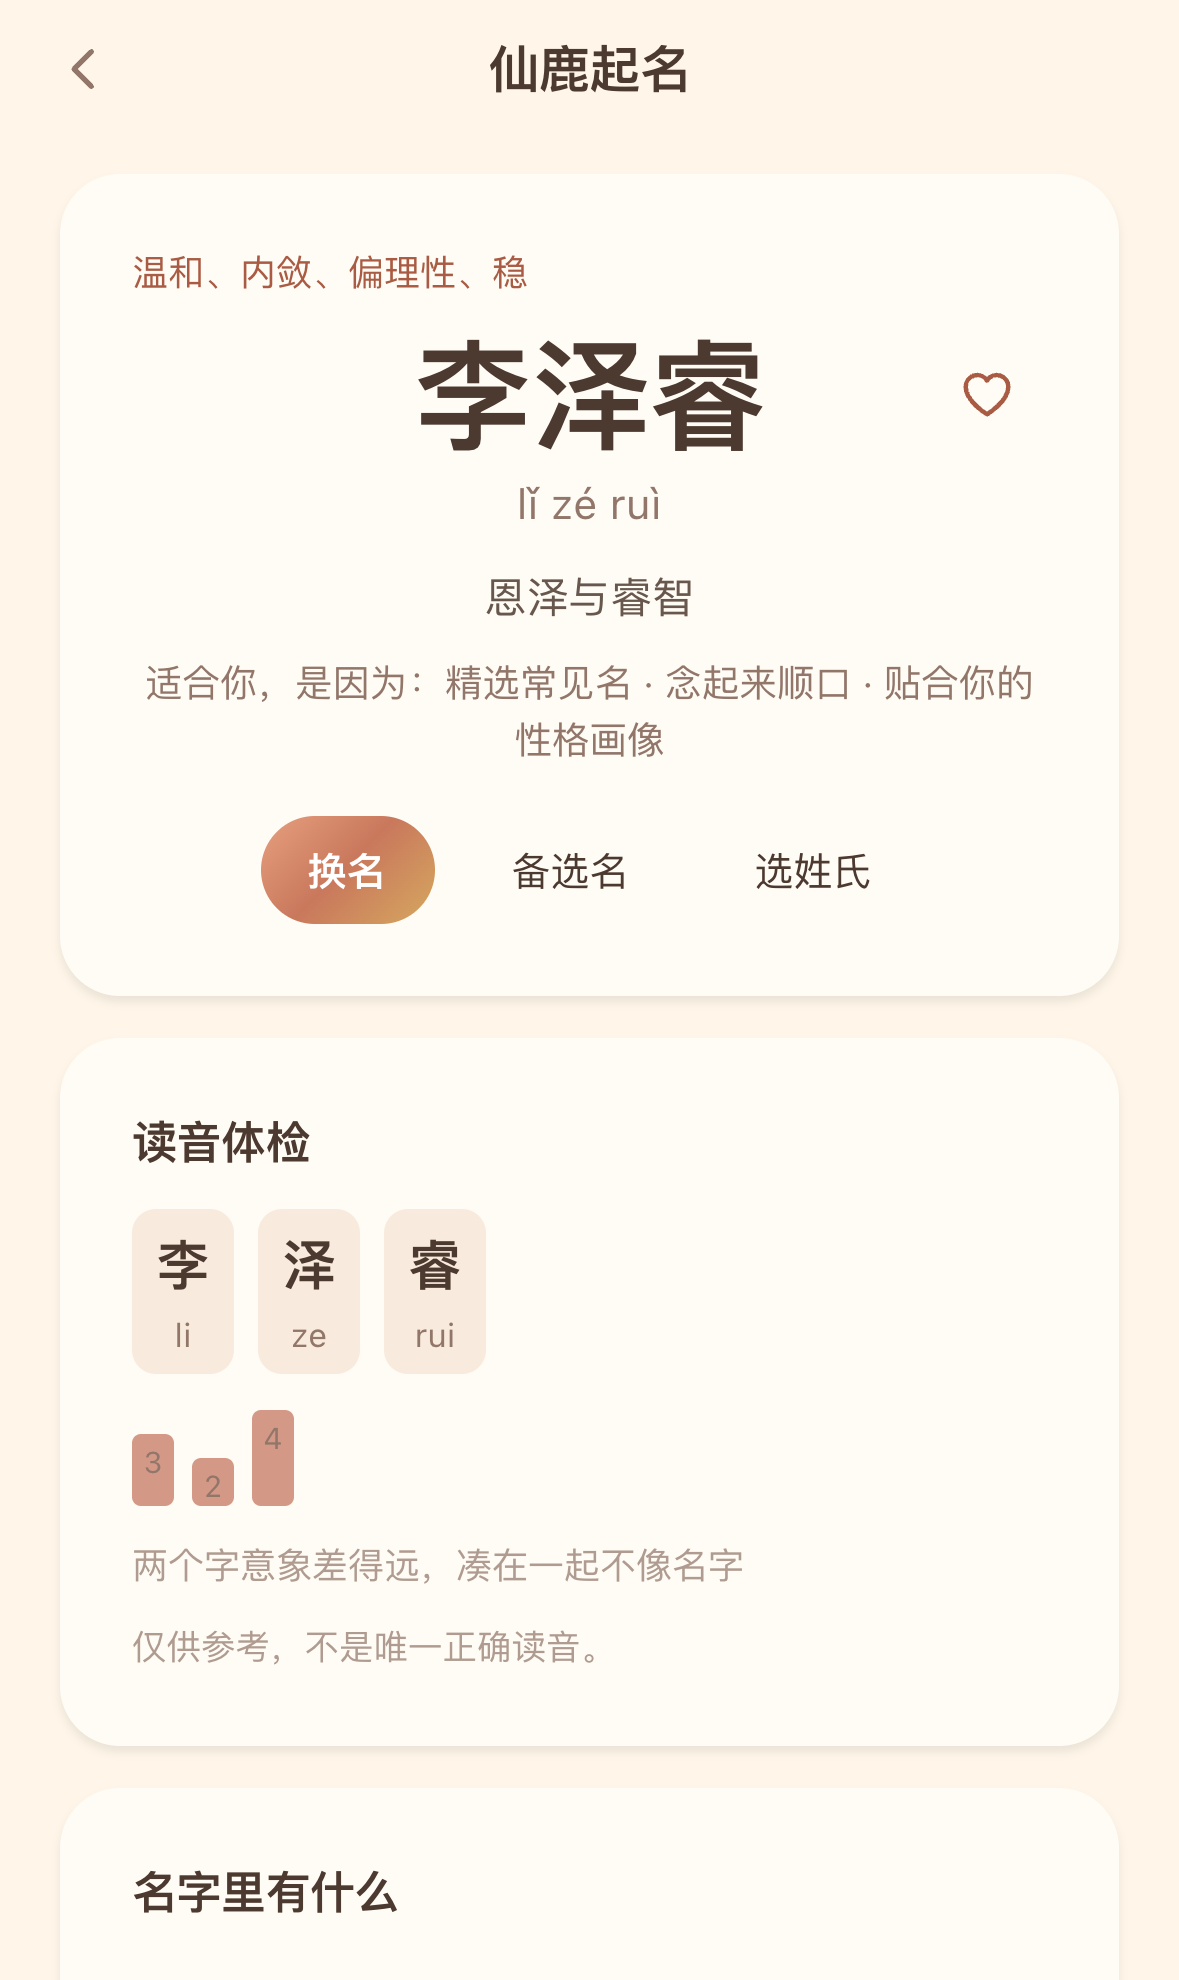 仙鹿起名
温和、内敛、偏理性、稳
李泽睿
lǐ zé ruì
恩泽与睿智
适合你，是因为：精选常见名 · 念起来顺口 · 贴合你的
性格画像
换名 备选名 选姓氏
读音体检
李 泽 睿
li ze rui
3 2 4
两个字意象差得远，凑在一起不像名字
仅供参考，不是唯一正确读音。
名字里有什么